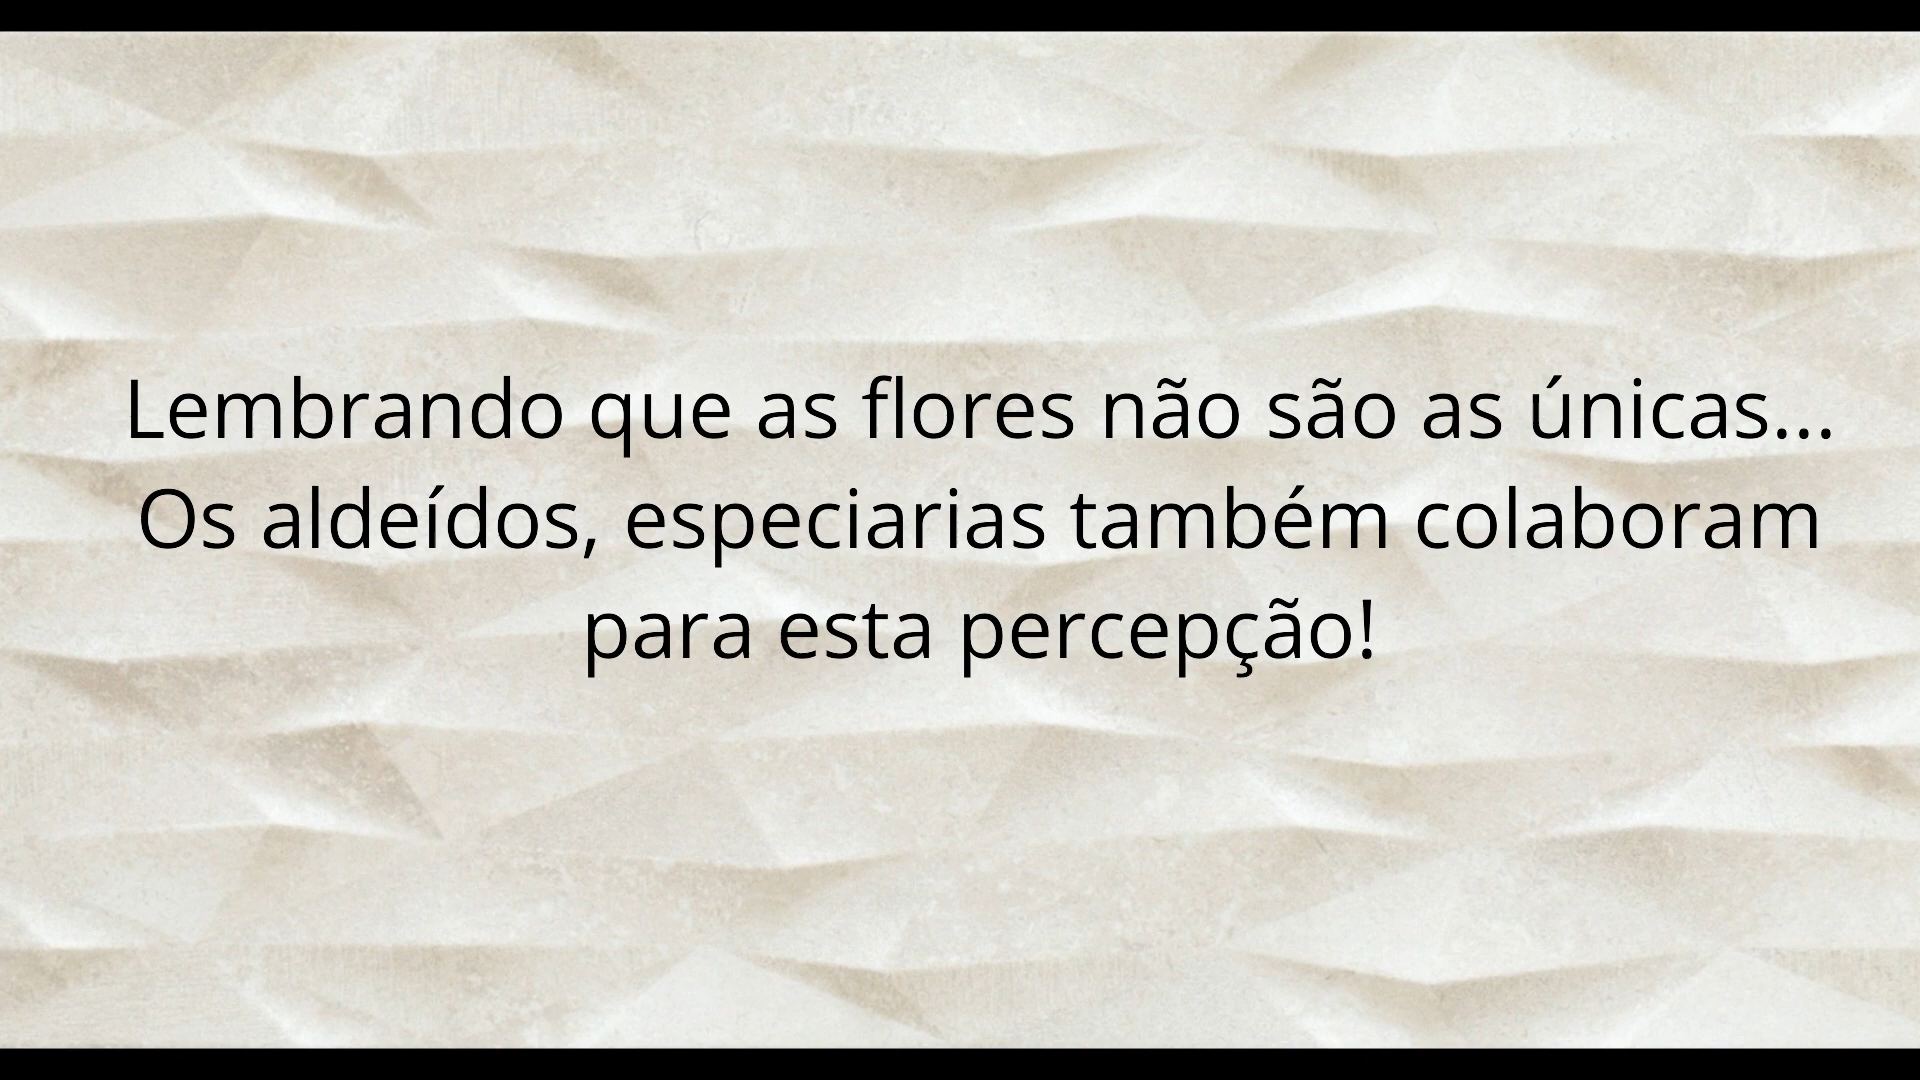 Lembrando que as flores não são as únicas...
Os aldeídos, especiarias também colaboram
para esta percepção!